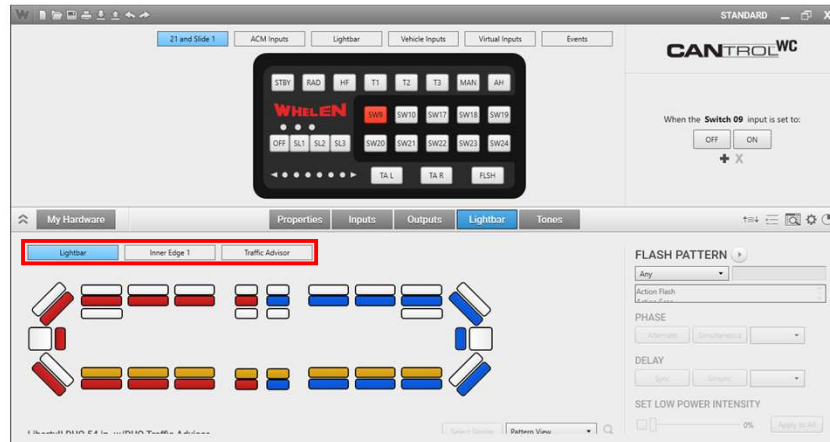 W STANDARD
21 and Slide 1 ACM Inputs Lightbar Vehicle Inputs Virtual Inputs Events
CANTROL WC
STBY RAD HF T1 T2 T3 MAN AH
WHELEN SW9 SW10 SW17 SW18 SW19
When the Switch 09 input is set to:
OFF SL1 SL2 SL3 SW20 SW21 SW22 SW23 SW24
OFF ON
TA L TA R FLSH
My Hardware Properties Inputs Outputs Lightbar Tones
Lightbar Inner Edge 1 Traffic Advisor
FLASH PATTERN
Any
Action Flash
PHASE
Alternate Simultaneous
DELAY
Sync
SET LOW POWER INTENSITY
0% Apply to All
Pattern View